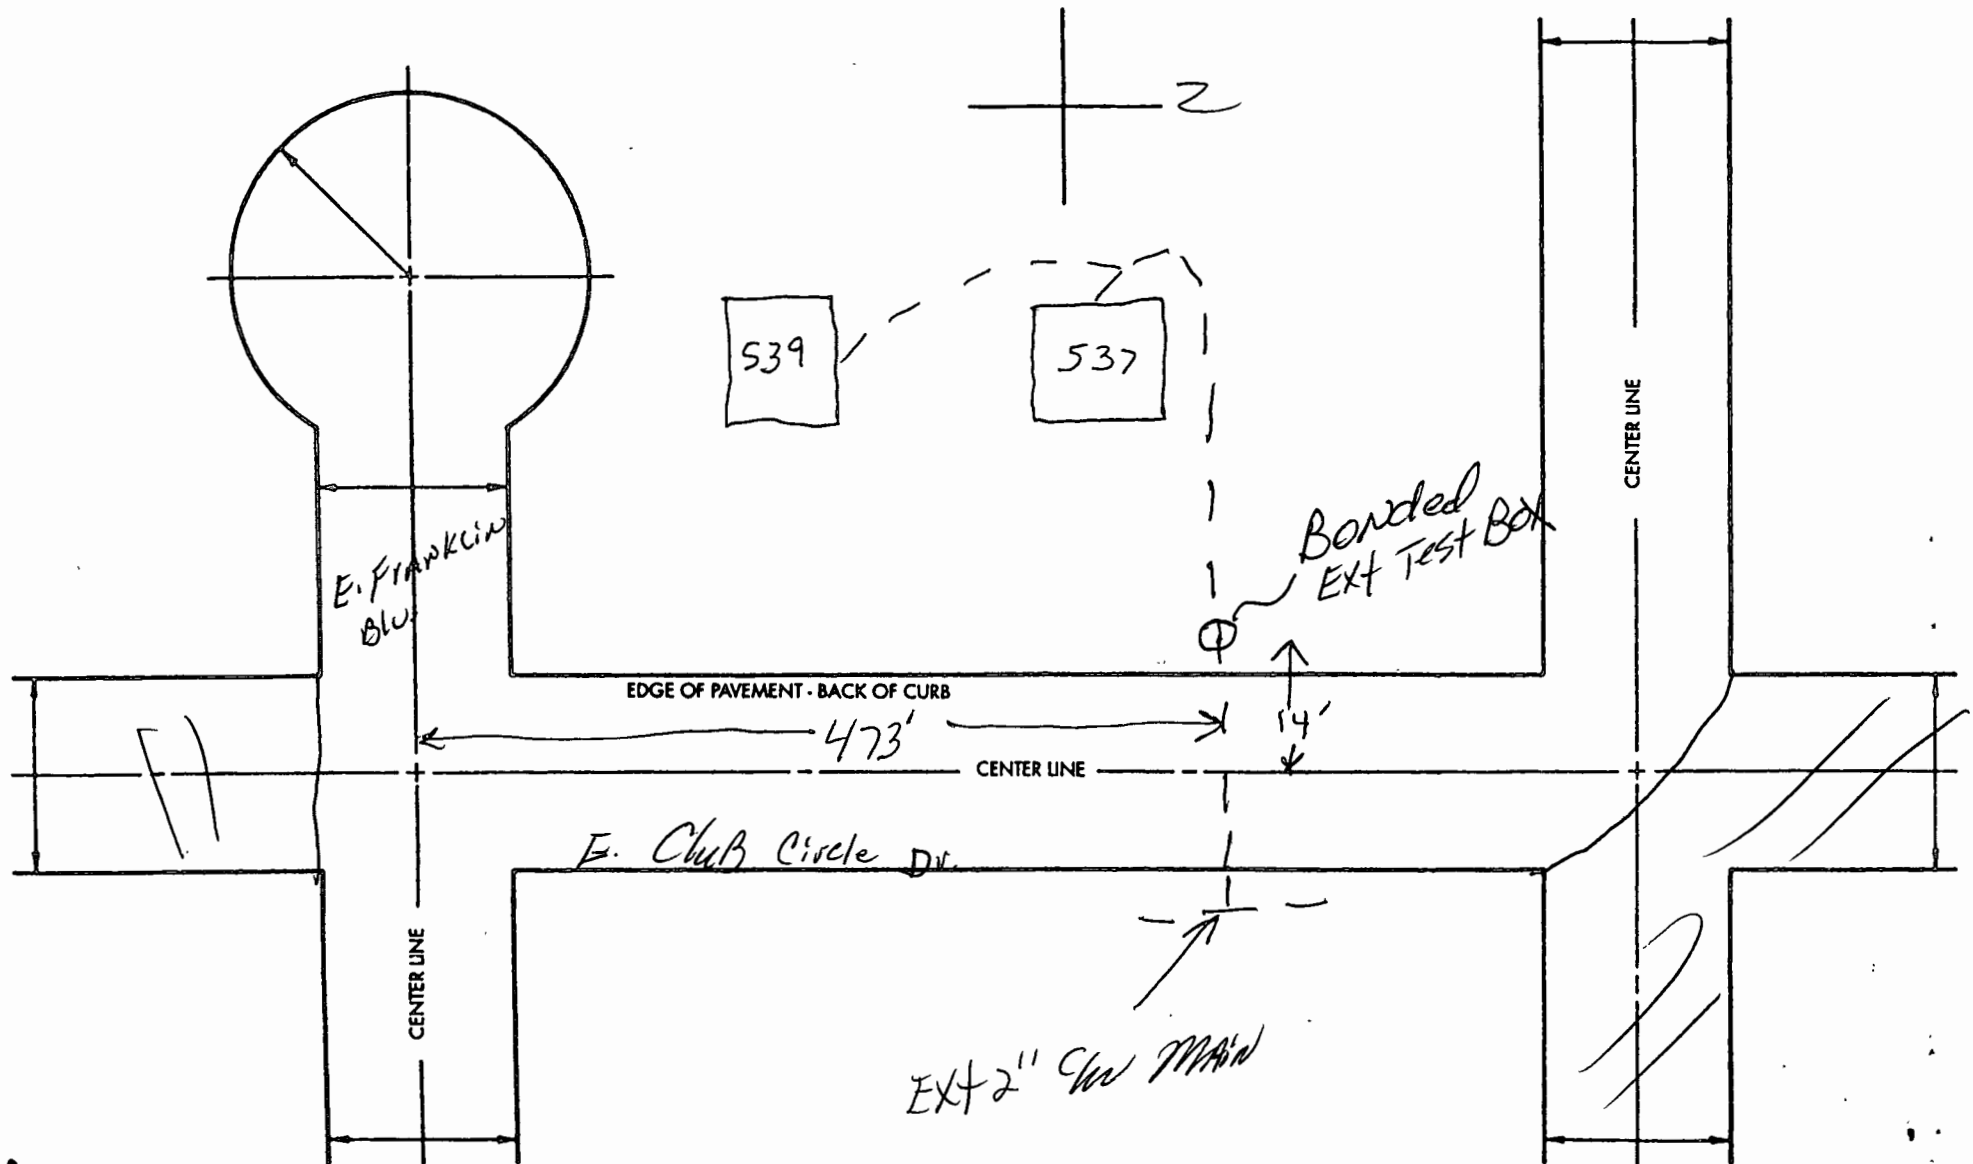 N
539
537
CENTER LINE
Bonded
Ext Test Box
E. Franklin
Blv.
EDGE OF PAVEMENT - BACK OF CURB
473'
14'
CENTER LINE
E. Club Circle Dr.
CENTER LINE
Ext 2" C/W Main